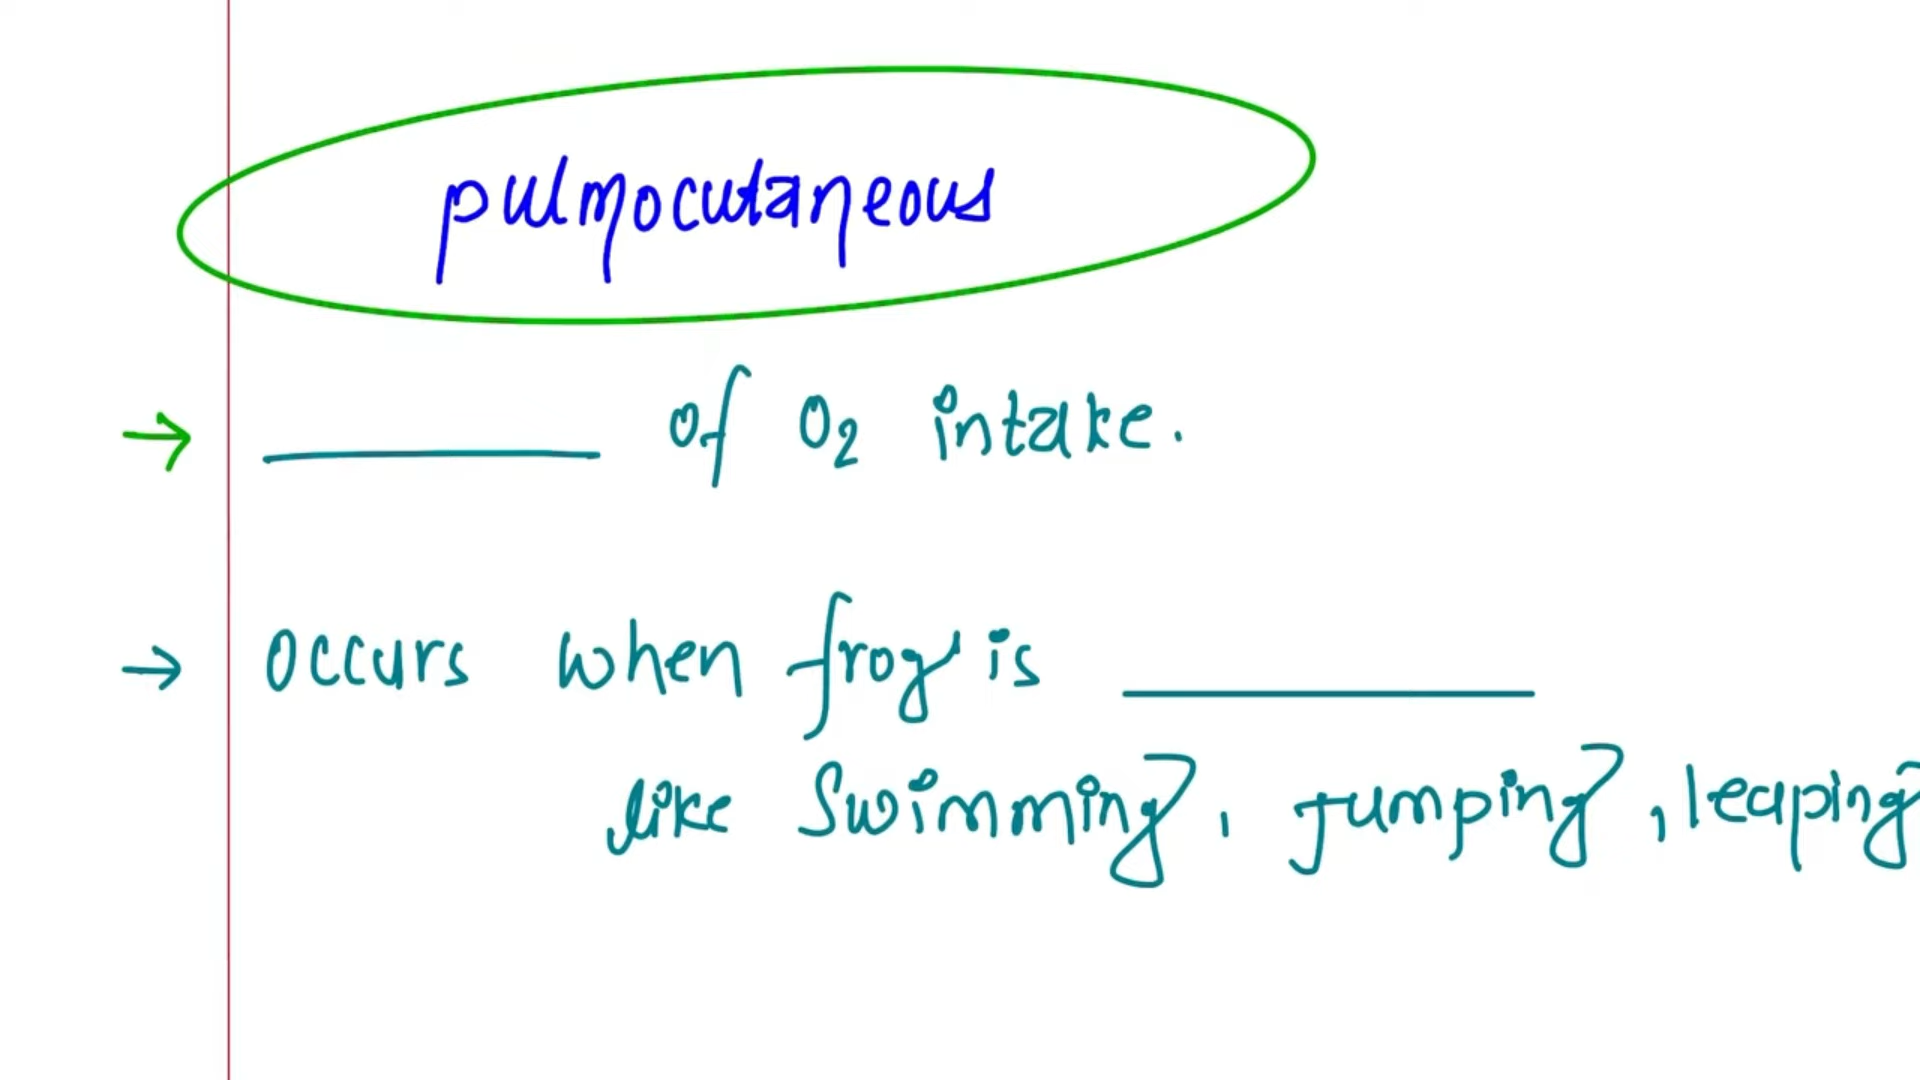 pulmocutaneous
→ ________ of O₂ intake.
→ occurs when frog is ________
like swimming, jumping, leaping